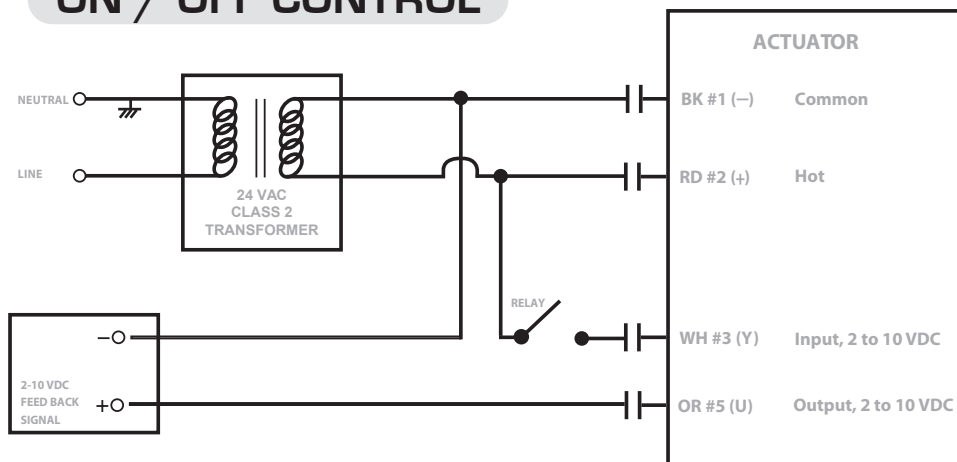 ON / OFF CONTROL
ACTUATOR
NEUTRAL
BK #1 (—) Common
LINE
RD #2 (+) Hot
24 VAC
CLASS 2
TRANSFORMER
RELAY
–
WH #3 (Y) Input, 2 to 10 VDC
2-10 VDC
FEED BACK
SIGNAL
+
OR #5 (U) Output, 2 to 10 VDC